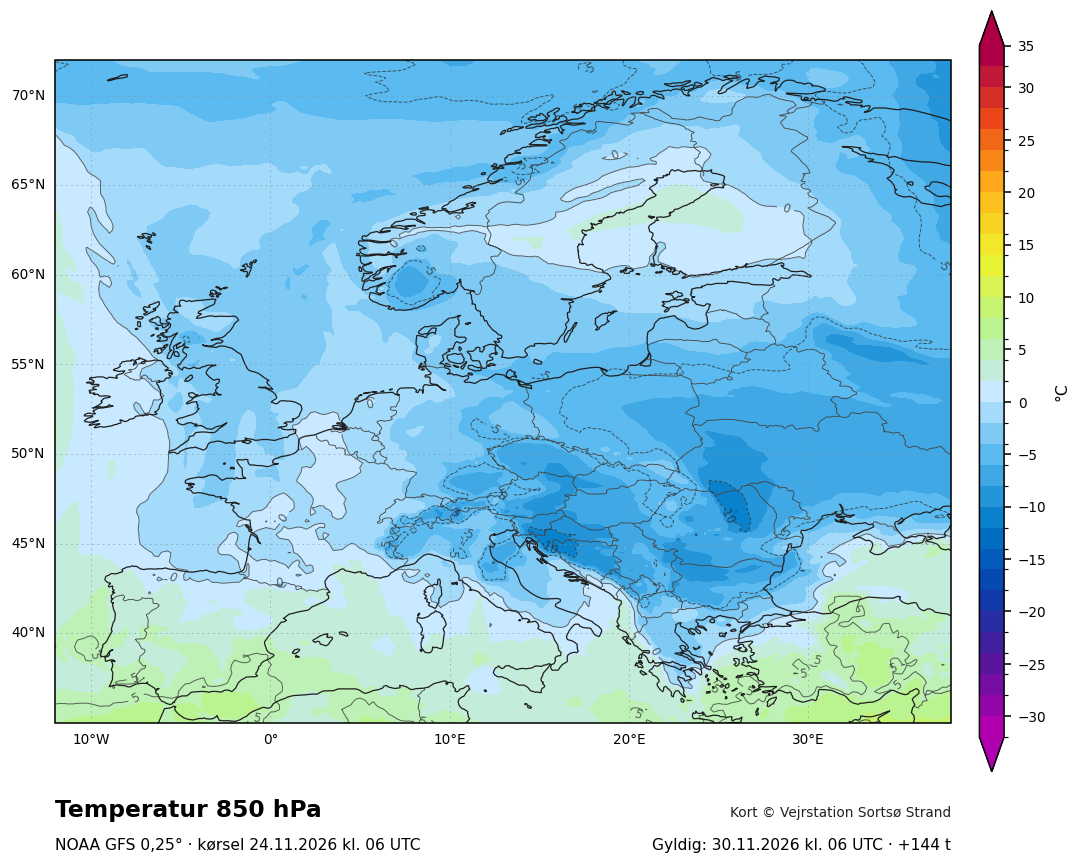 35
30
25
20
15
10
5
0
−5
−10
−15
−20
−25
−30
°C
70°N
65°N
60°N
55°N
50°N
45°N
40°N
10°W 0° 10°E 20°E 30°E
Temperatur 850 hPa
Kort © Vejrstation Sortsø Strand
NOAA GFS 0,25° · kørsel 24.11.2026 kl. 06 UTC
Gyldig: 30.11.2026 kl. 06 UTC · +144 t